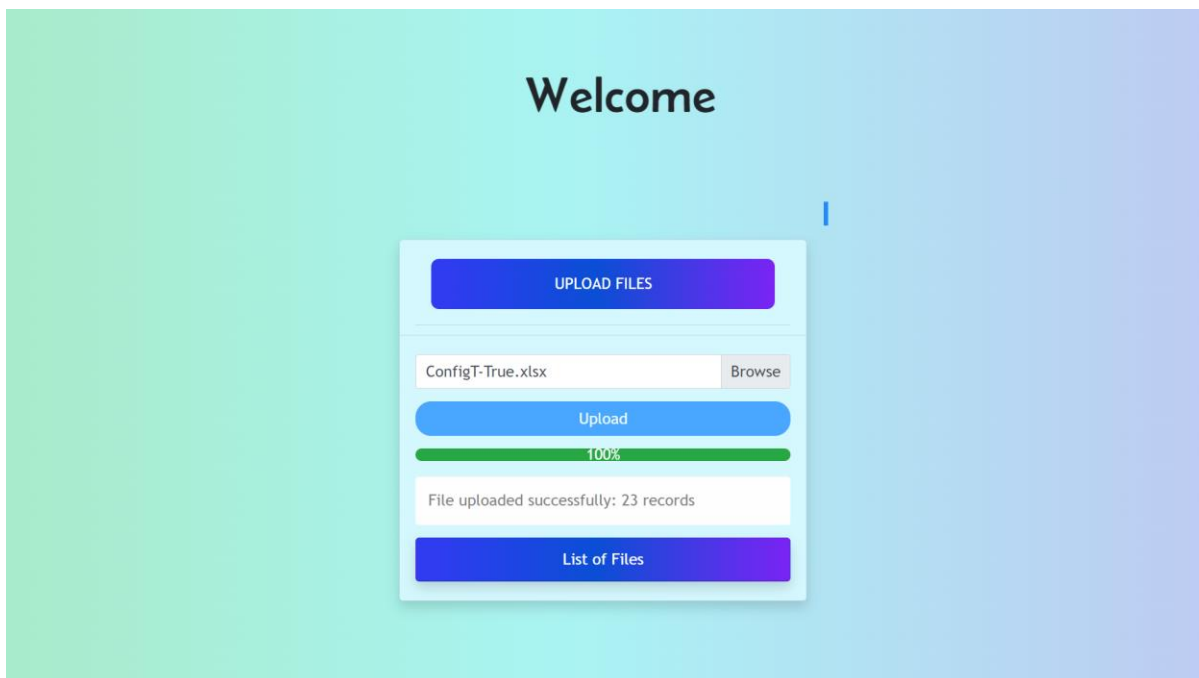 Welcome
UPLOAD FILES
ConfigT-True.xlsx Browse
Upload
100%
File uploaded successfully: 23 records
List of Files